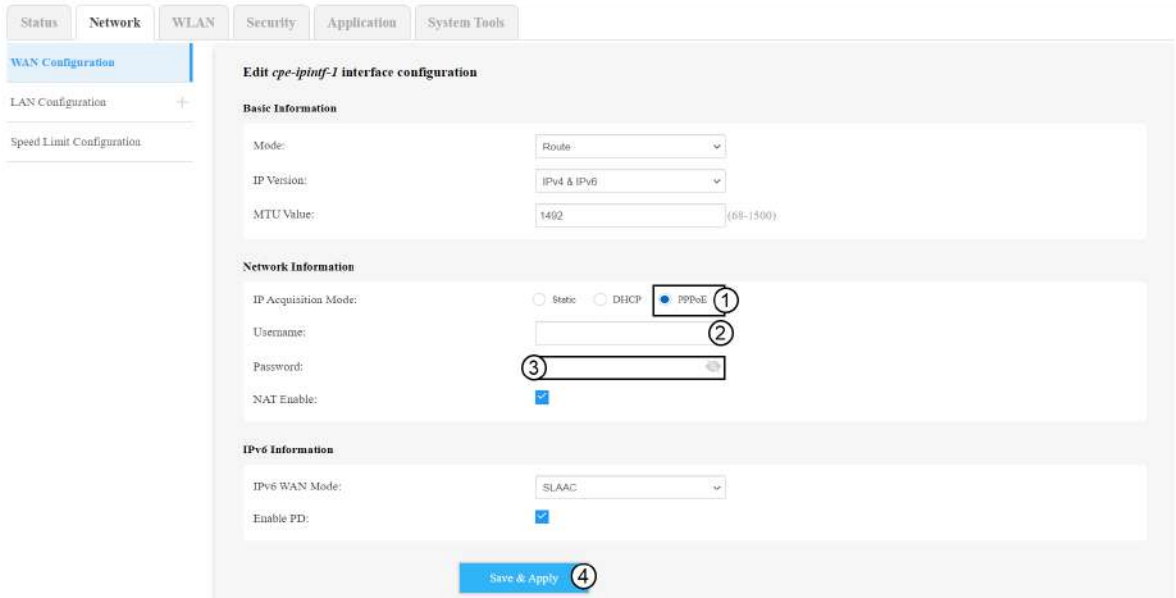 Status Network WLAN Security Application System Tools
WAN Configuration
LAN Configuration +
Speed Limit Configuration
Edit cpe-ipintf-1 interface configuration
Basic Information
Mode: Route
IP Version: IPv4 & IPv6
MTU Value: 1492 (68-1500)
Network Information
IP Acquisition Mode: Static DHCP PPPoE 1
Username: 2
Password: 3
NAT Enable:
IPv6 Information
IPv6 WAN Mode: SLAAC
Enable PD:
Save & Apply 4